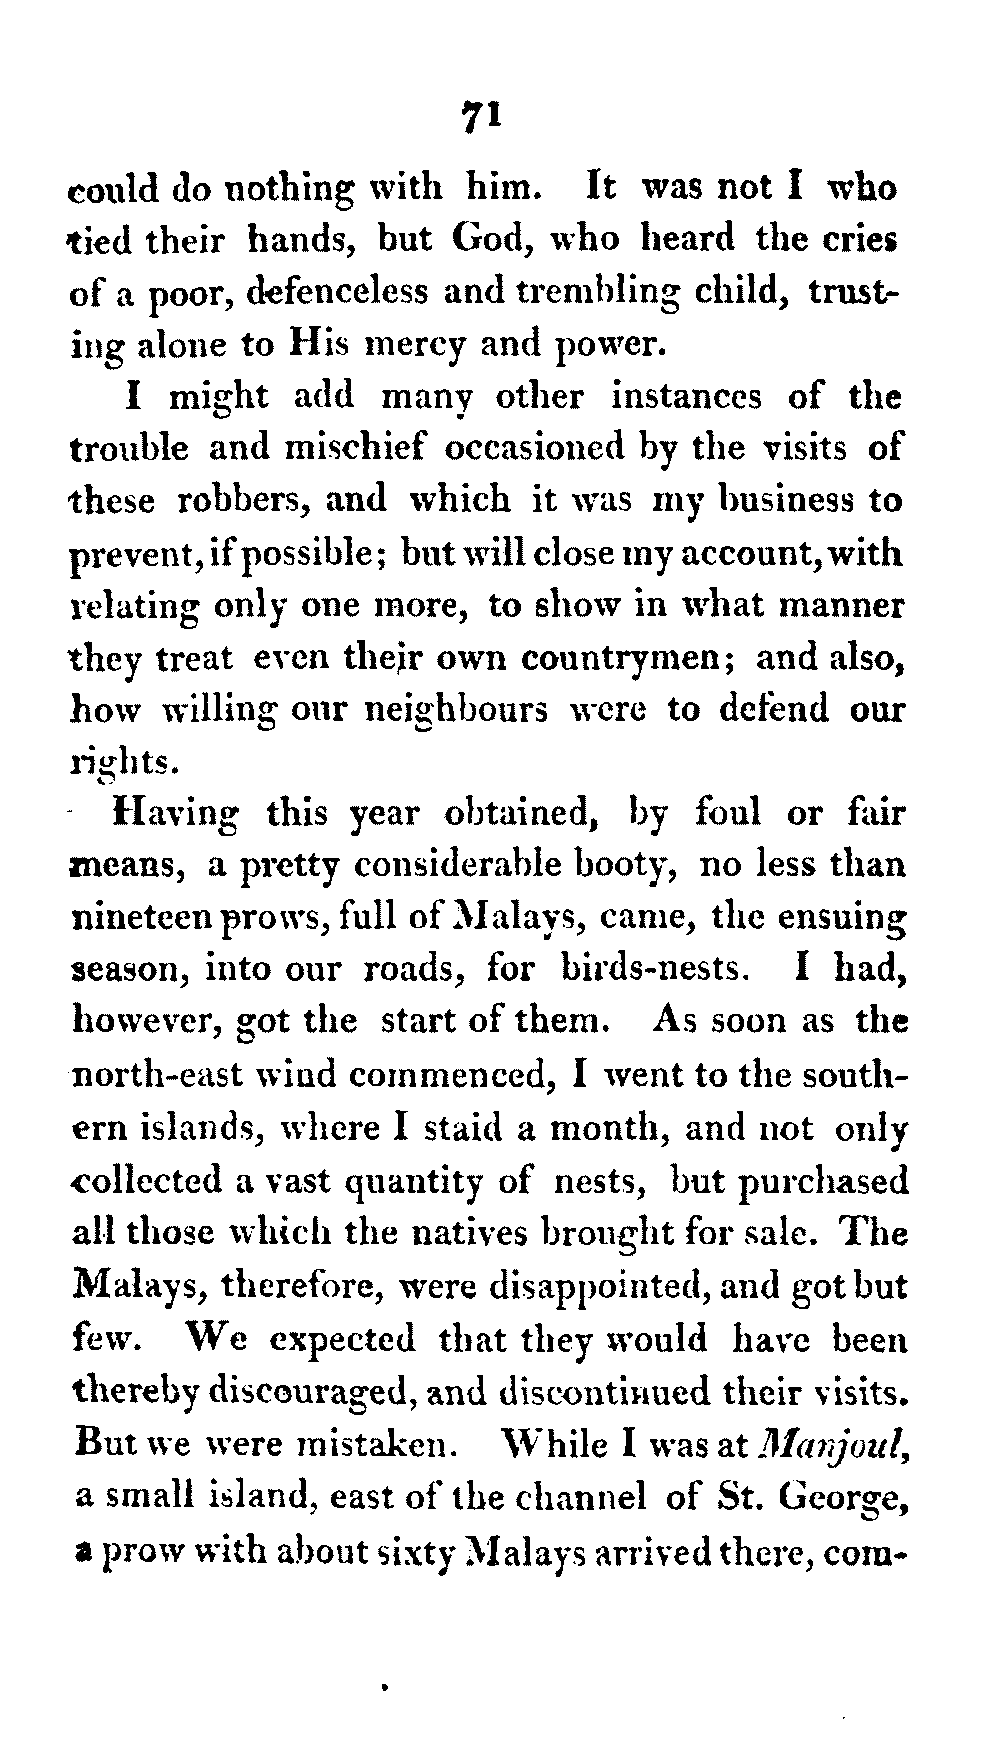 71
could do nothing with him. It was not I who
tied their hands, but God, who heard the cries
of a poor, defenceless and trembling child, trust-
ing alone to His mercy and power.
I might add many other instances of the
trouble and mischief occasioned by the visits of
these robbers, and which it was my business to
prevent, if possible; but will close my account, with
relating only one more, to show in what manner
they treat even their own countrymen; and also,
how willing our neighbours were to defend our
rights.
Having this year obtained, by foul or fair
means, a pretty considerable booty, no less than
nineteen prows, full of Malays, came, the ensuing
season, into our roads, for birds-nests. I had,
however, got the start of them. As soon as the
north-east wind commenced, I went to the south-
ern islands, where I staid a month, and not only
collected a vast quantity of nests, but purchased
all those which the natives brought for sale. The
Malays, therefore, were disappointed, and got but
few. We expected that they would have been
thereby discouraged, and discontinued their visits.
But we were mistaken. While I was at Manjoul,
a small island, east of the channel of St. George,
a prow with about sixty Malays arrived there, com-